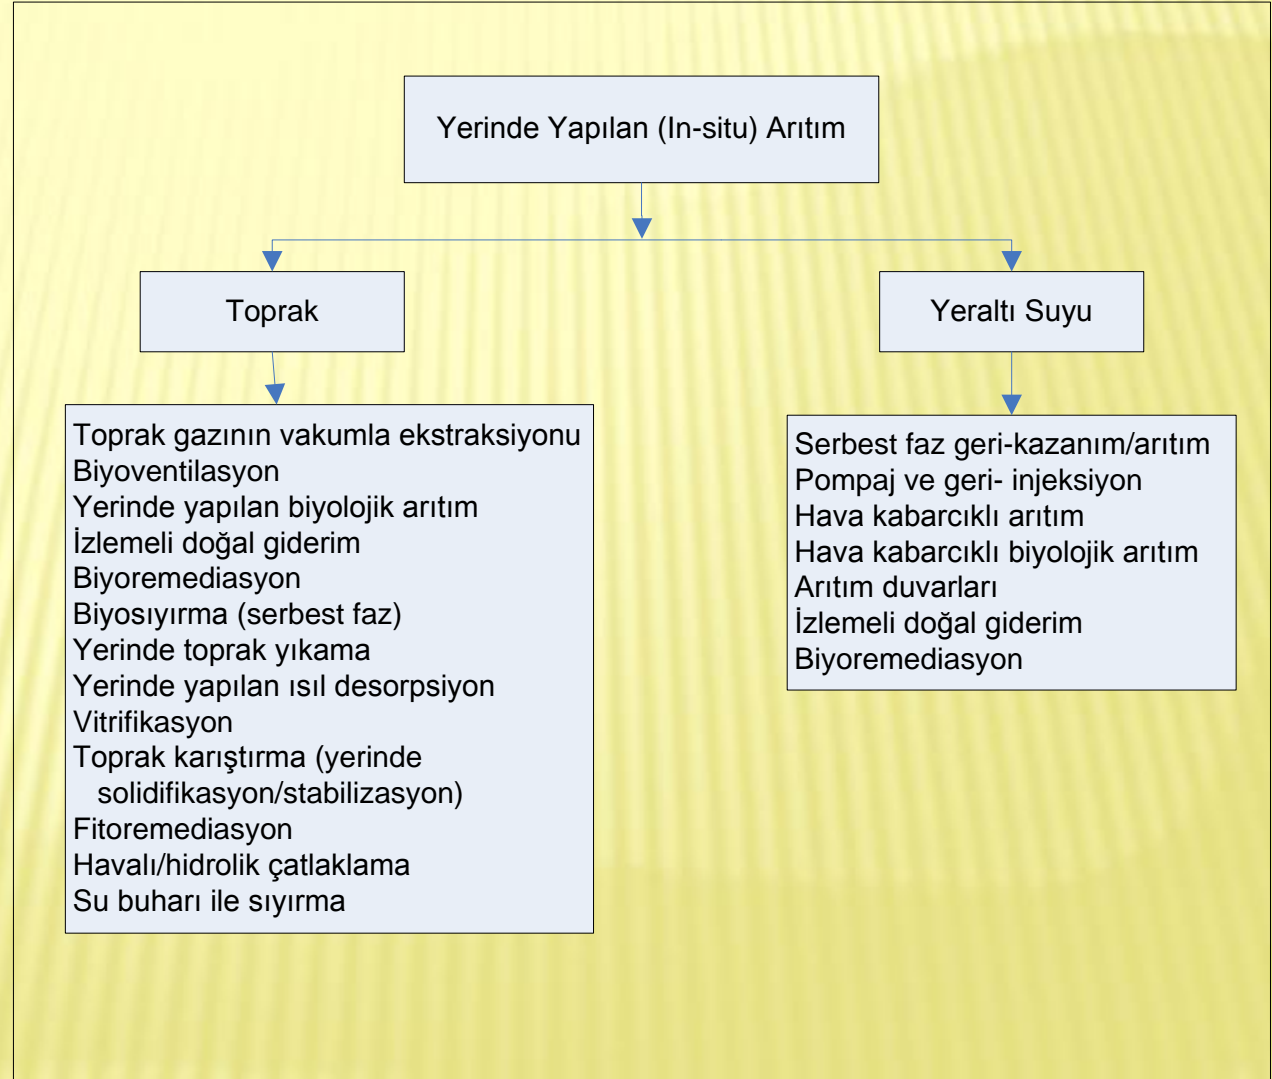 Yerinde Yapılan (In-situ) Arıtım
Toprak
Yeraltı Suyu
Toprak gazının vakumla ekstraksiyonu
Biyoventilasyon
Yerinde yapılan biyolojik arıtım
İzlemeli doğal giderim
Biyoremediasyon
Biyosıyırma (serbest faz)
Yerinde toprak yıkama
Yerinde yapılan ısıl desorpsiyon
Vitrifikasyon
Toprak karıştırma (yerinde
solidifikasyon/stabilizasyon)
Fitoremediasyon
Havalı/hidrolik çatlaklama
Su buharı ile sıyırma
Serbest faz geri-kazanım/arıtım
Pompaj ve geri- injeksiyon
Hava kabarcıklı arıtım
Hava kabarcıklı biyolojik arıtım
Arıtım duvarları
İzlemeli doğal giderim
Biyoremediasyon